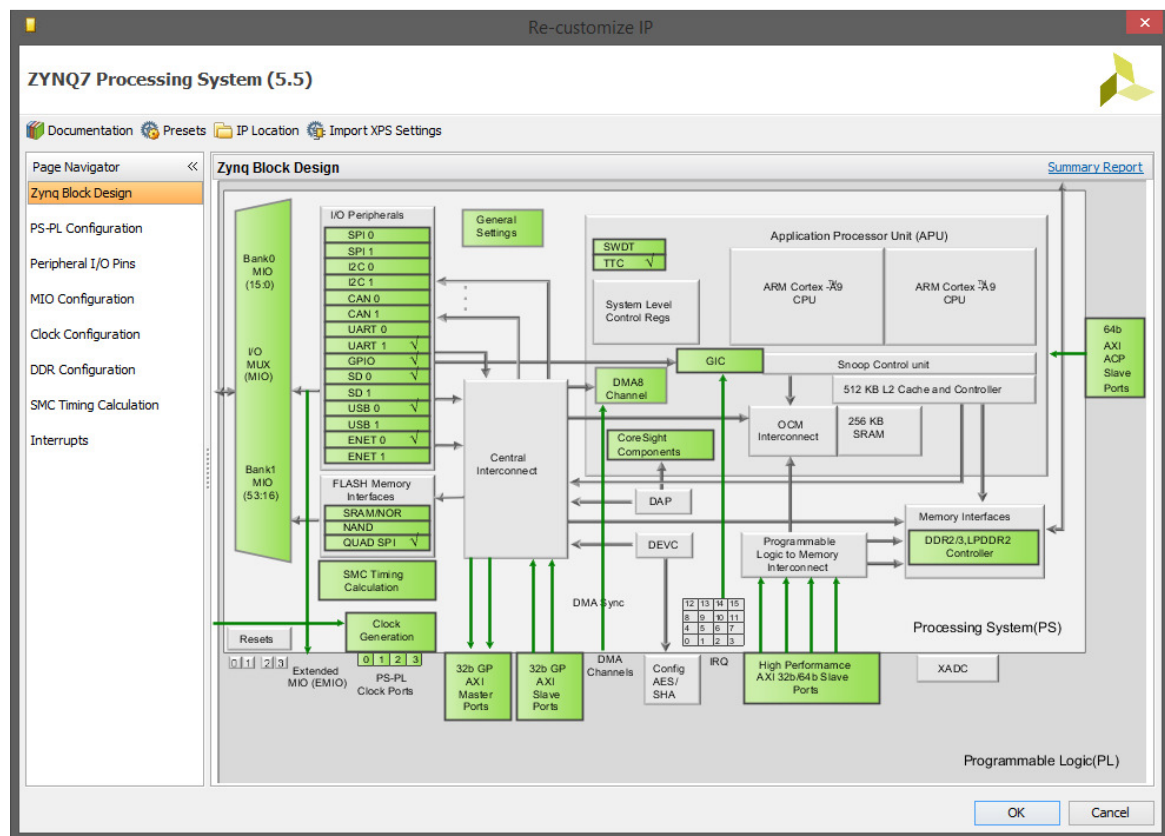 Re-customize IP
ZYNQ7 Processing System (5.5)
Documentation Presets IP Location Import XPS Settings
Page Navigator «
Zynq Block Design
PS-PL Configuration
Peripheral I/O Pins
MIO Configuration
Clock Configuration
DDR Configuration
SMC Timing Calculation
Interrupts
Zynq Block Design
Summary Report
Bank0
MIO
(15:0)
I/O
MUX
(MIO)
Bank1
MIO
(53:16)
I/O Peripherals
SPI 0
SPI 1
I2C 0
I2C 1
CAN 0
CAN 1
UART 0
UART 1 √
GPIO √
SD 0 √
SD 1
USB 0 √
USB 1
ENET 0 √
ENET 1
FLASH Memory
Interfaces
SRAM/NOR
NAND
QUAD SPI √
SMC Timing
Calculation
General
Settings
Application Processor Unit (APU)
SWDT
TTC √
System Level
Control Regs
ARM Cortex-A9
TM
CPU
ARM Cortex-A9
TM
CPU
GIC
Snoop Control unit
512 KB L2 Cache and Controller
DMA8
Channel
OCM
Interconnect
256 KB
SRAM
CoreSight
Components
Central
Interconnect
DAP
DEVC
Programmable
Logic to Memory
Interconnect
Memory Interfaces
DDR2/3,LPDDR2
Controller
64b
AXI
ACP
Slave
Ports
Resets
0 1 2 3
Clock
Generation
0 1 2 3
Extended
MIO (EMIO)
PS-PL
Clock Ports
32b GP
AXI
Master
Ports
32b GP
AXI
Slave
Ports
DMA Sync
DMA
Channels
Config
AES/
SHA
12 13 14 15
8 9 10 11
4 5 6 7
0 1 2 3
IRQ
High Performamce
AXI 32b/64b Slave
Ports
Processing System(PS)
XADC
Programmable Logic(PL)
OK
Cancel